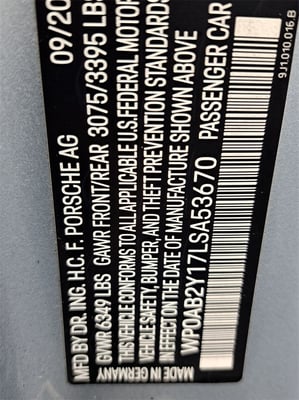 MFD BY DR. ING. H.C. F. PORSCHE AG 09/20
GVWR 6349 LBS GAWR FRONT/REAR 3075/3395 LBS
THIS VEHICLE CONFORMS TO ALL APPLICABLE U.S. FEDERAL MOTOR
VEHICLE SAFETY, BUMPER, AND THEFT PREVENTION STANDARDS
IN EFFECT ON THE DATE OF MANUFACTURE SHOWN ABOVE
WP0AB2Y17LSA53670 PASSENGER CAR
MADE IN GERMANY
9J1.010.016.B